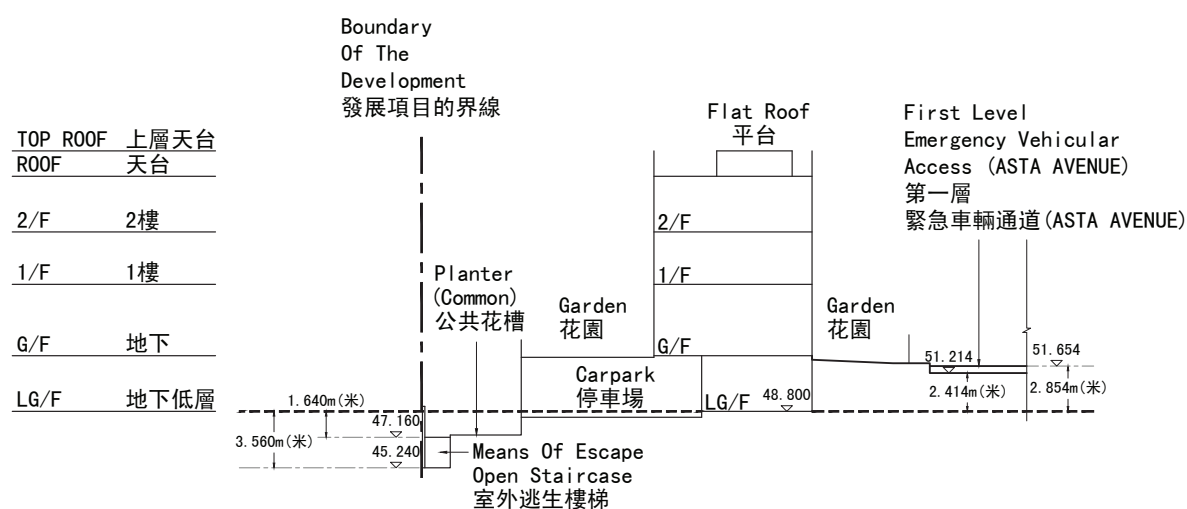 Boundary
Of The
Development
發展項目的界線
Flat Roof
平台
First Level
Emergency Vehicular
Access (ASTA AVENUE)
第一層
緊急車輛通道(ASTA AVENUE)
TOP ROOF 上層天台
ROOF 天台
2/F 2樓
2/F
1/F 1樓
1/F
Planter
(Common)
公共花槽
Garden
花園
Garden
花園
G/F 地下
G/F
51.214
51.654
Carpark
停車場
2.414m(米)
2.854m(米)
LG/F 地下低層
1.640m(米)
LG/F
48.800
47.160
3.560m(米)
45.240
Means Of Escape
Open Staircase
室外逃生樓梯